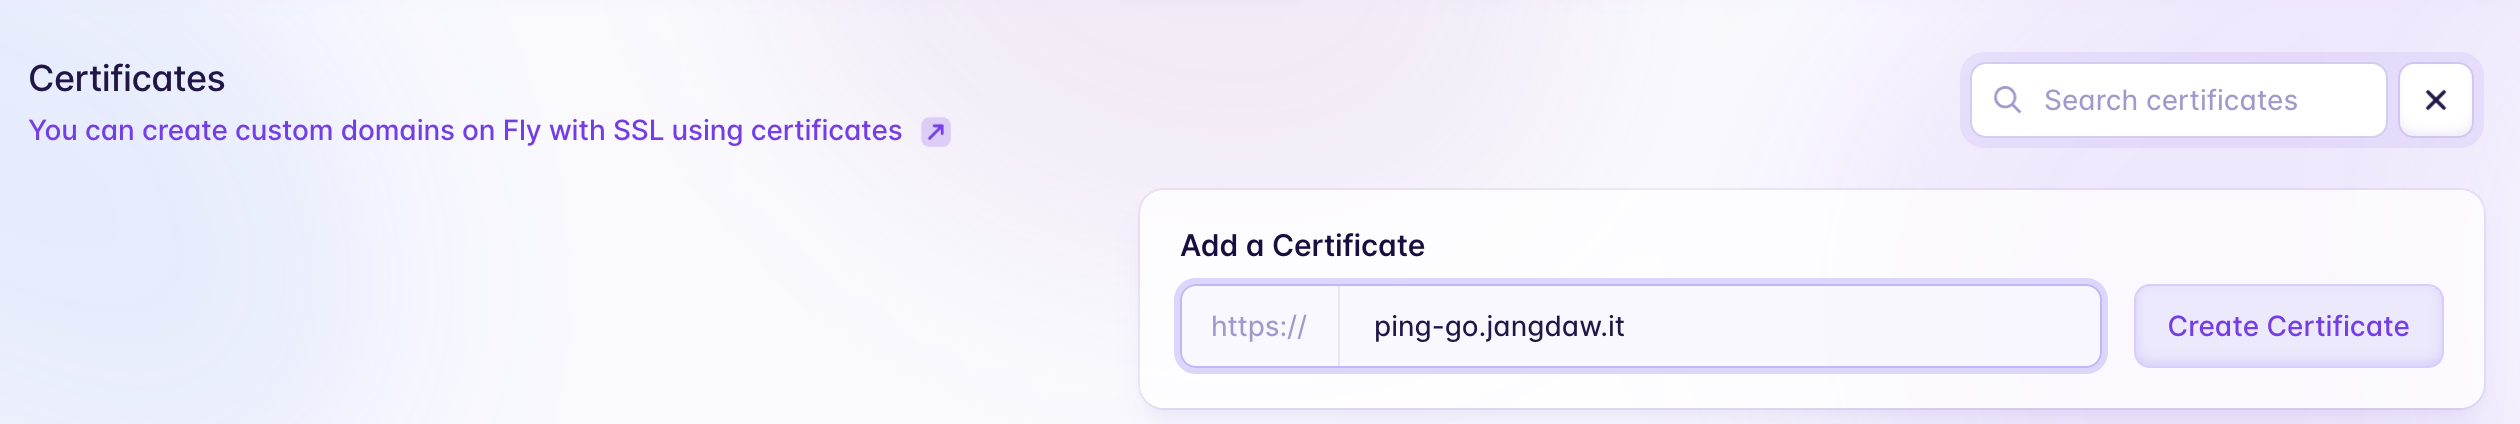 Certificates
You can create custom domains on Fly with SSL using certificates
Search certificates
Add a Certificate
https://
ping-go.jangdaw.it
Create Certificate